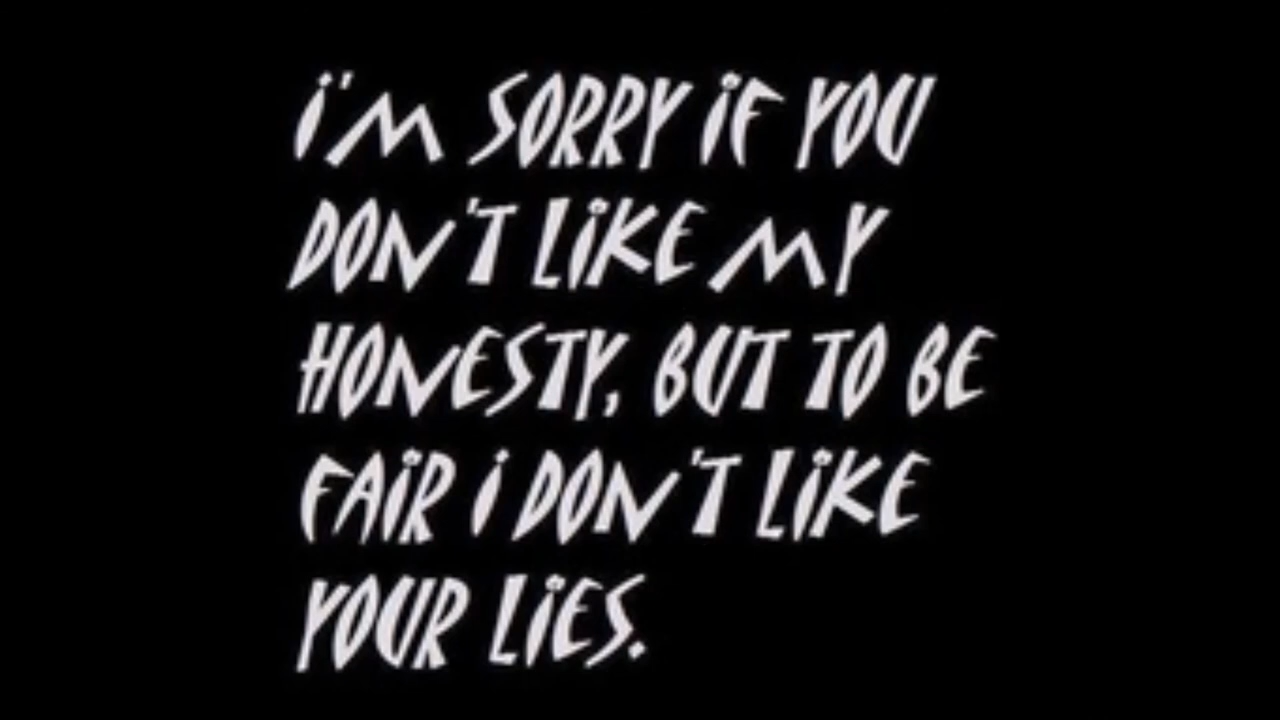 I'M SORRY IF YOU
DON'T LIKE MY
HONESTY, BUT TO BE
FAIR I DON'T LIKE
YOUR LIES.